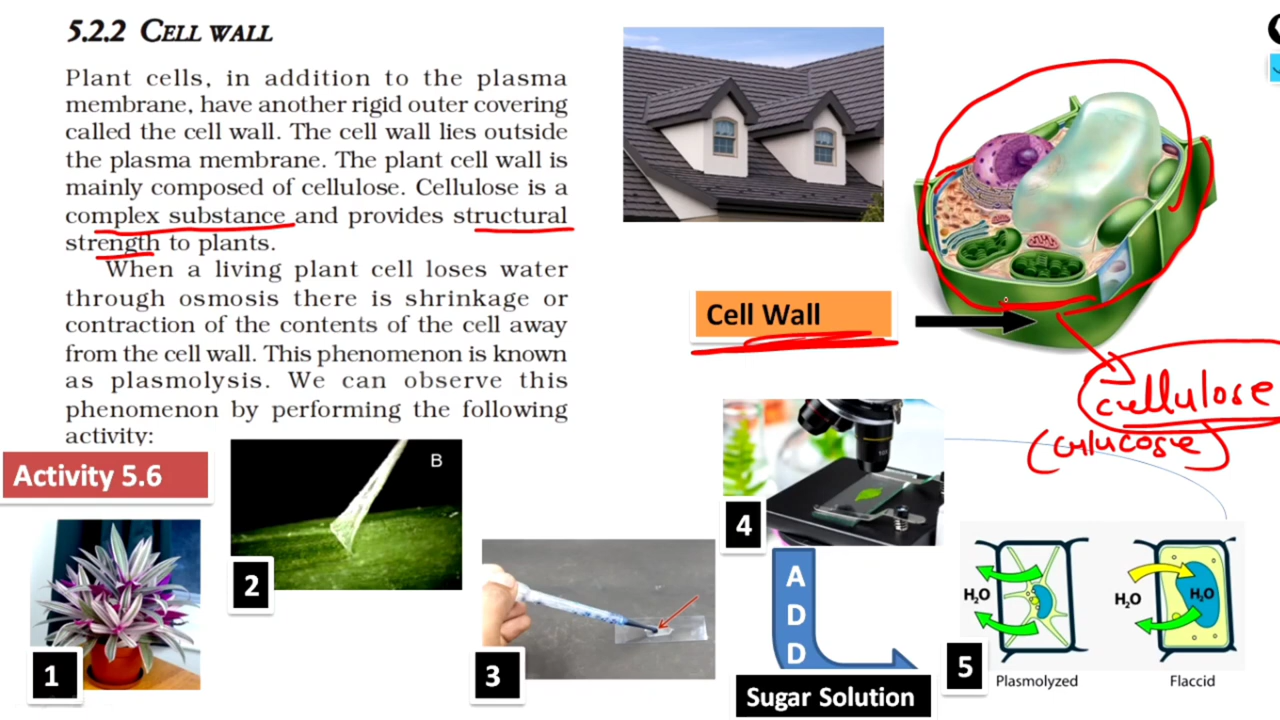 5.2.2 CELL WALL
Plant cells, in addition to the plasma
membrane, have another rigid outer covering
called the cell wall. The cell wall lies outside
the plasma membrane. The plant cell wall is
mainly composed of cellulose. Cellulose is a
complex substance and provides structural
strength to plants.
When a living plant cell loses water
through osmosis there is shrinkage or
contraction of the contents of the cell away
from the cell wall. This phenomenon is known
as plasmolysis. We can observe this
phenomenon by performing the following
activity:
Cell Wall
cellulose
(Glucose)
Activity 5.6
1
B
2
3
4
A
D
D
Sugar Solution
5
H₂O
Plasmolyzed
H₂O
H₂O
Flaccid